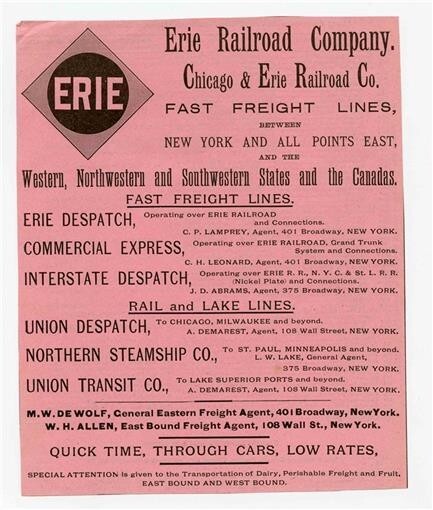 ERIE
Erie Railroad Company.
Chicago & Erie Railroad Co.
FAST FREIGHT LINES,
BETWEEN
NEW YORK AND ALL POINTS EAST,
AND THE
Western, Northwestern and Southwestern States and the Canadas.
FAST FREIGHT LINES.
ERIE DESPATCH, Operating over ERIE RAILROAD
and Connections.
C. P. LAMPREY, Agent, 401 Broadway, NEW YORK.
COMMERCIAL EXPRESS, Operating over ERIE RAILROAD, Grand Trunk
System and Connections.
C. H. LEONARD, Agent, 401 Broadway, NEW YORK.
INTERSTATE DESPATCH, Operating over ERIE R. R., N. Y. C. & St. L. R. R.
(Nickel Plate) and Connections.
J. D. ABRAMS, Agent, 375 Broadway, NEW YORK.
RAIL and LAKE LINES.
UNION DESPATCH, To CHICAGO, MILWAUKEE and beyond.
A. DEMAREST, Agent, 108 Wall Street, NEW YORK.
NORTHERN STEAMSHIP CO., To ST. PAUL, MINNEAPOLIS and beyond.
L. W. LAKE, General Agent,
375 Broadway, NEW YORK.
UNION TRANSIT CO., To LAKE SUPERIOR PORTS and beyond.
A. DEMAREST, Agent, 108 Wall Street, NEW YORK.
M. W. DE WOLF, General Eastern Freight Agent, 401 Broadway, New York.
W. H. ALLEN, East Bound Freight Agent, 108 Wall St., New York.
QUICK TIME, THROUGH CARS, LOW RATES,
SPECIAL ATTENTION is given to the Transportation of Dairy, Perishable Freight and Fruit,
EAST BOUND AND WEST BOUND.